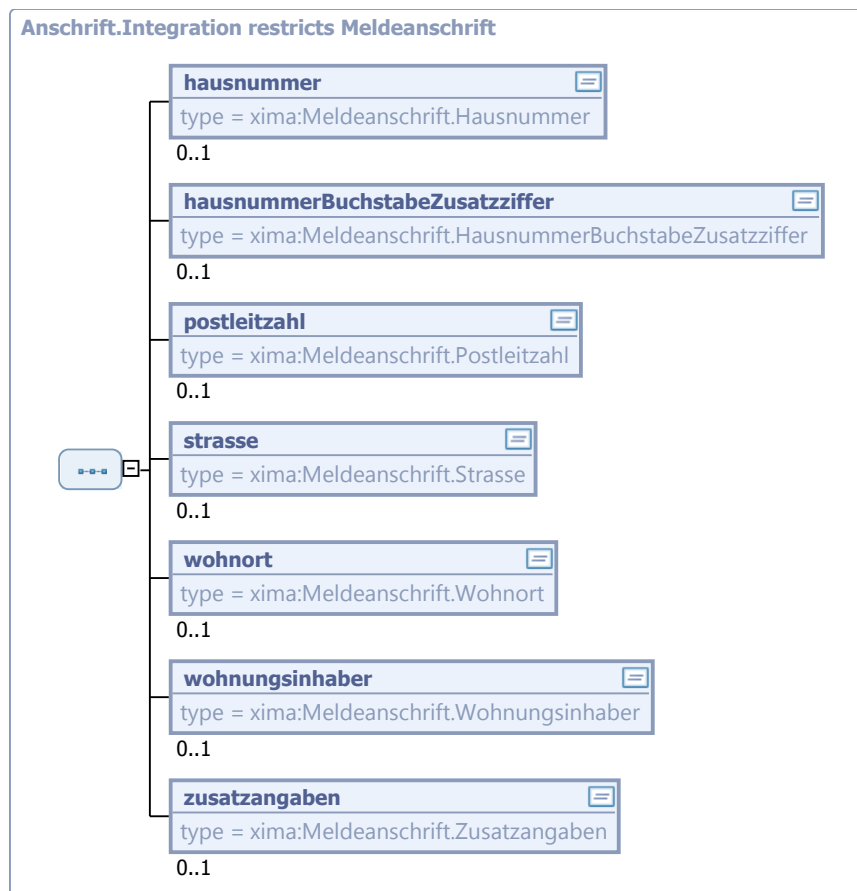 Anschrift.Integration restricts Meldeanschrift
hausnummer
type = xima:Meldeanschrift.Hausnummer
0..1
hausnummerBuchstabeZusatzziffer
type = xima:Meldeanschrift.HausnummerBuchstabeZusatzziffer
0..1
postleitzahl
type = xima:Meldeanschrift.Postleitzahl
0..1
strasse
type = xima:Meldeanschrift.Strasse
0..1
wohnort
type = xima:Meldeanschrift.Wohnort
0..1
wohnungsinhaber
type = xima:Meldeanschrift.Wohnungsinhaber
0..1
zusatzangaben
type = xima:Meldeanschrift.Zusatzangaben
0..1